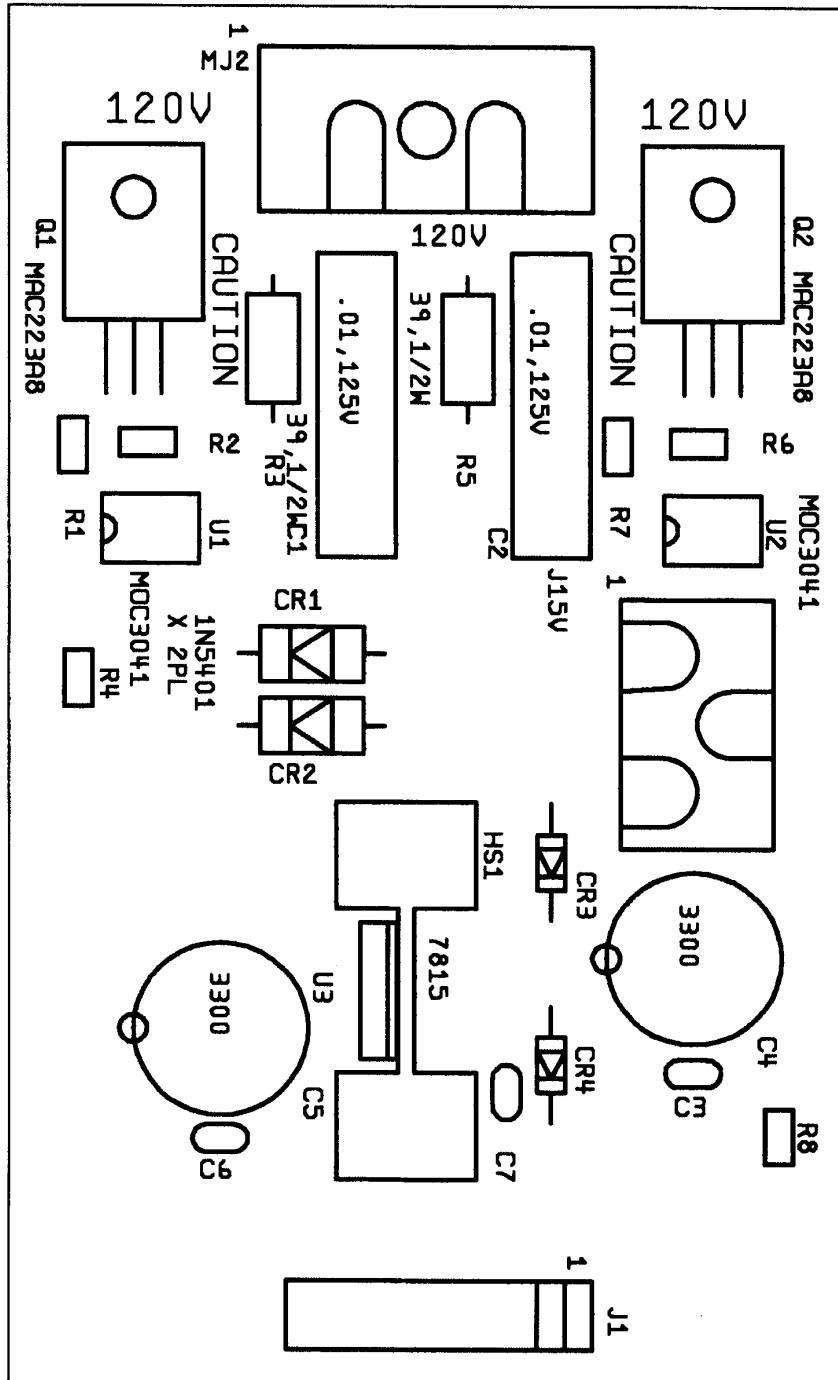 1
MJ2
120V
120V
120V
Q1 MAC223A8
CAUTION
.01,125V
39,1/2W
.01,125V
CAUTION
Q2 MAC223A8
R2
R3
39,1/2W
C1
R5
C2
R6
R1
U1
R7
U2
MOC3041
MOC3041
1N5401
X 2PL
CR1
J15V
1
R4
CR2
HS1
CR3
3300
7815
U3
3300
C5
CR4
C4
C3
C6
C7
R8
1
J1